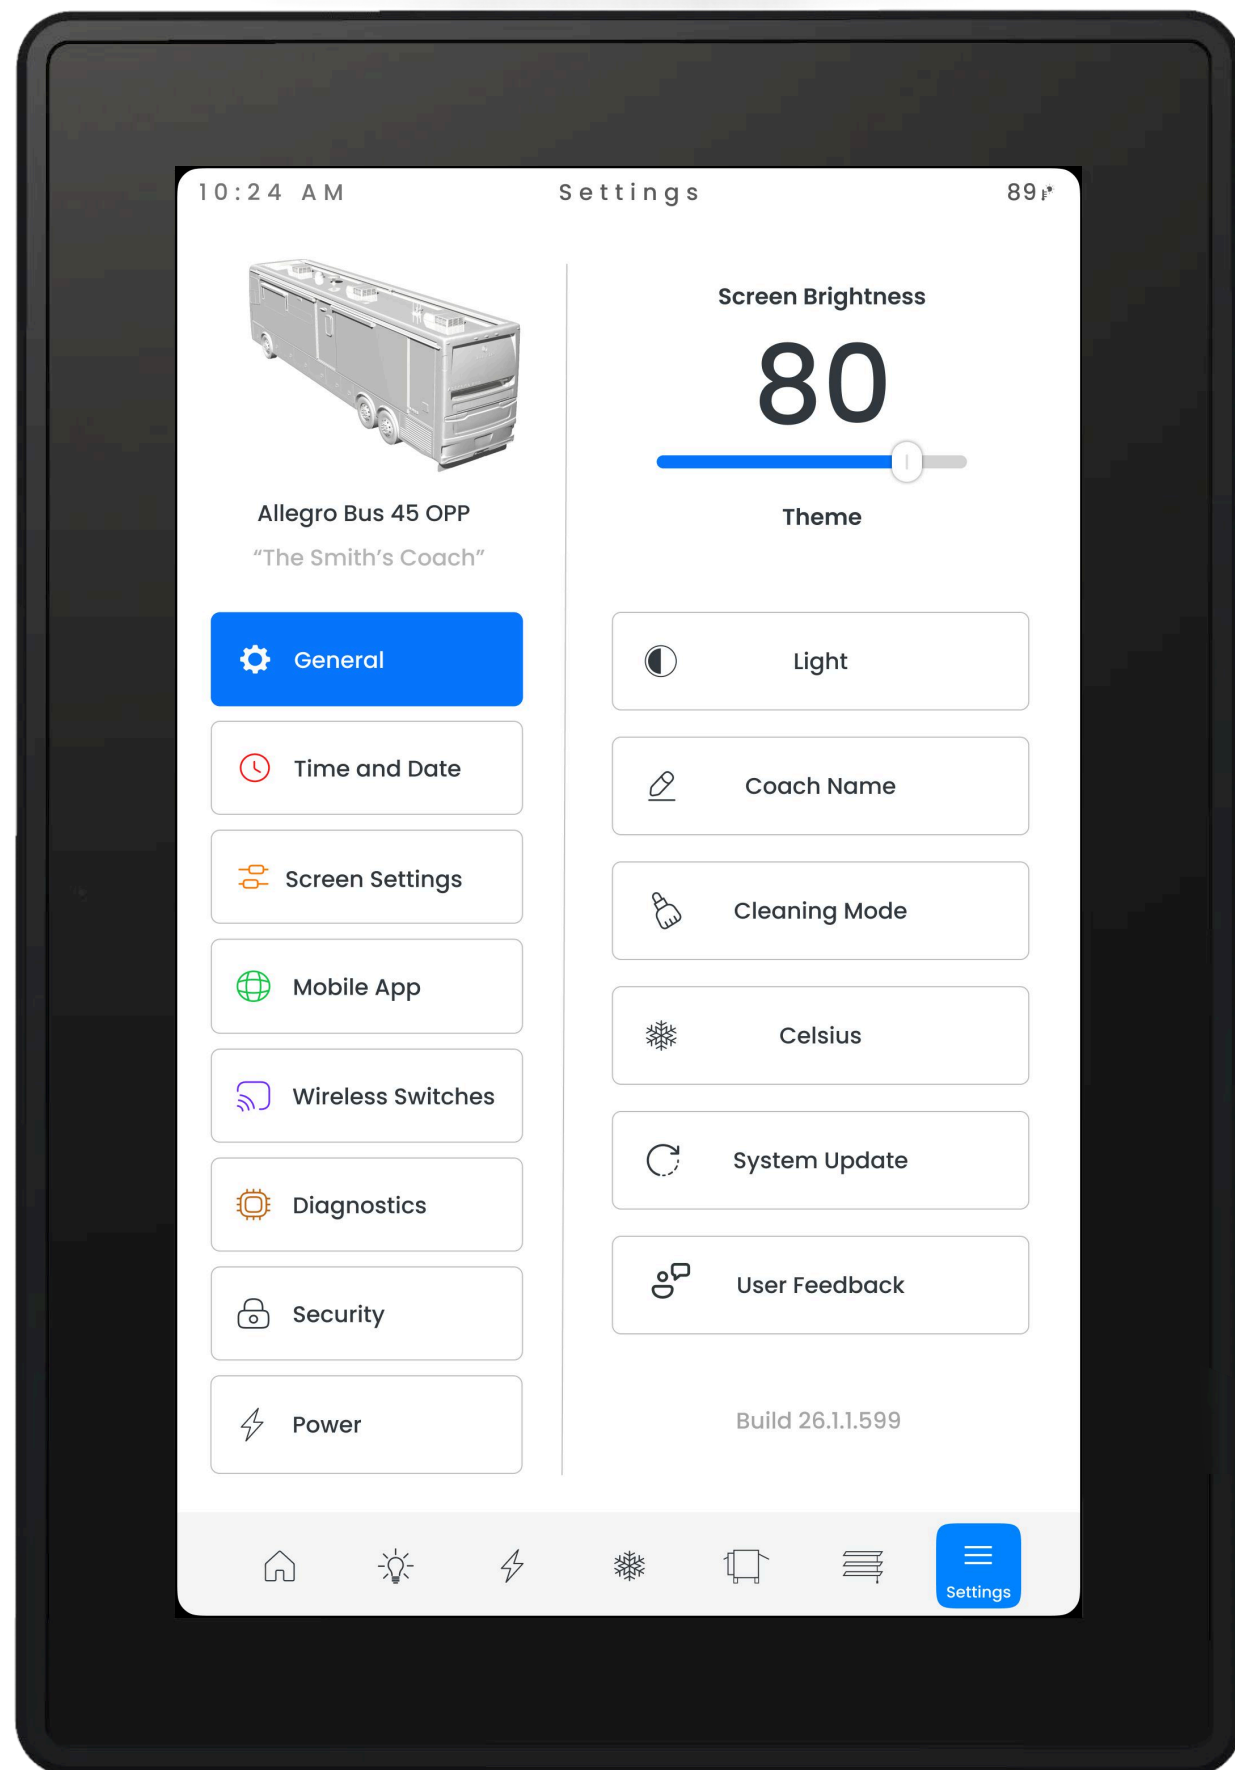 10:24 AM
Settings
89
Allegro Bus 45 OPP
“The Smith’s Coach”
General
Time and Date
Screen Settings
Mobile App
Wireless Switches
Diagnostics
Security
Power
Screen Brightness
80
Theme
Light
Coach Name
Cleaning Mode
Celsius
System Update
User Feedback
Build 26.1.1.599
Settings